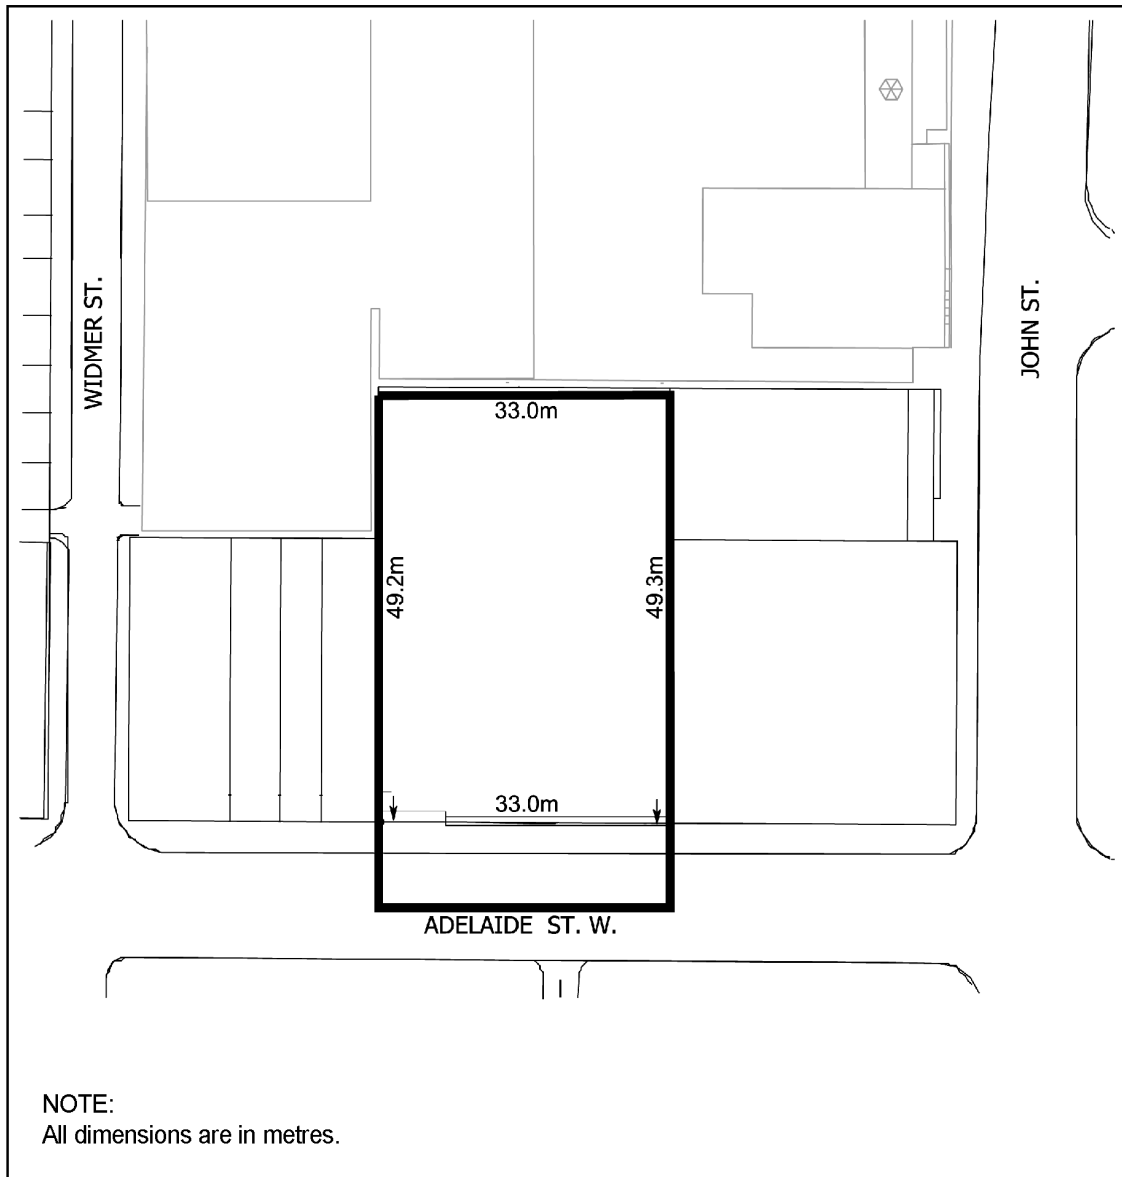 WIDMER ST.
JOHN ST.
33.0m
49.2m
49.3m
33.0m
ADELAIDE ST. W.
NOTE:
All dimensions are in metres.